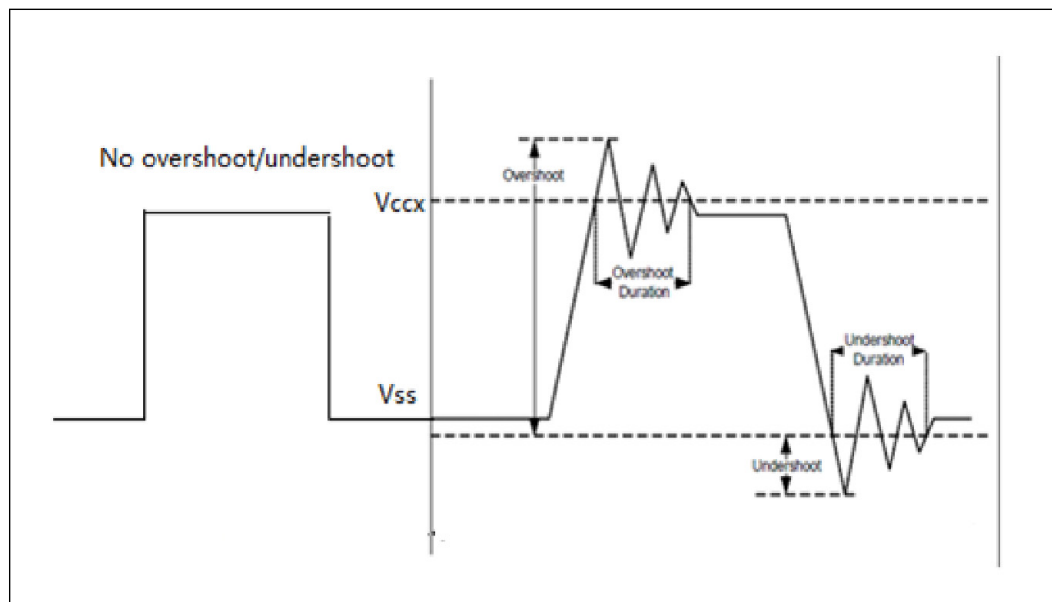 No overshoot/undershoot
Overshoot
Vccx
Overshoot
Duration
Undershoot
Duration
Vss
Undershoot